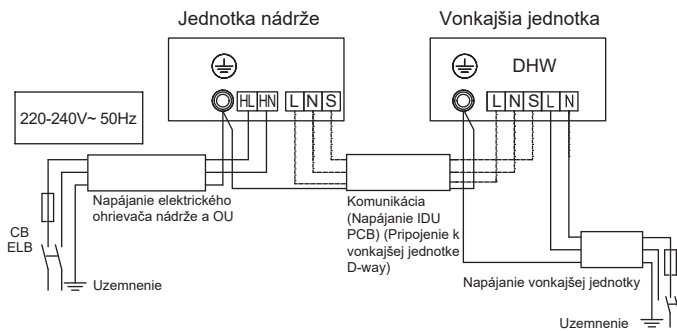 Jednotka nádrže
Vonkajšia jednotka
DHW
HL HN L N S
L N S L N
220-240V~ 50Hz
Napájanie elektrického
ohrievača nádrže a OU
Komunikácia
(Napájanie IDU
PCB) (Pripojenie k
vonkajšej jednotke
D-way)
CB
ELB
Napájanie vonkajšej jednotky
Uzemnenie
Uzemnenie